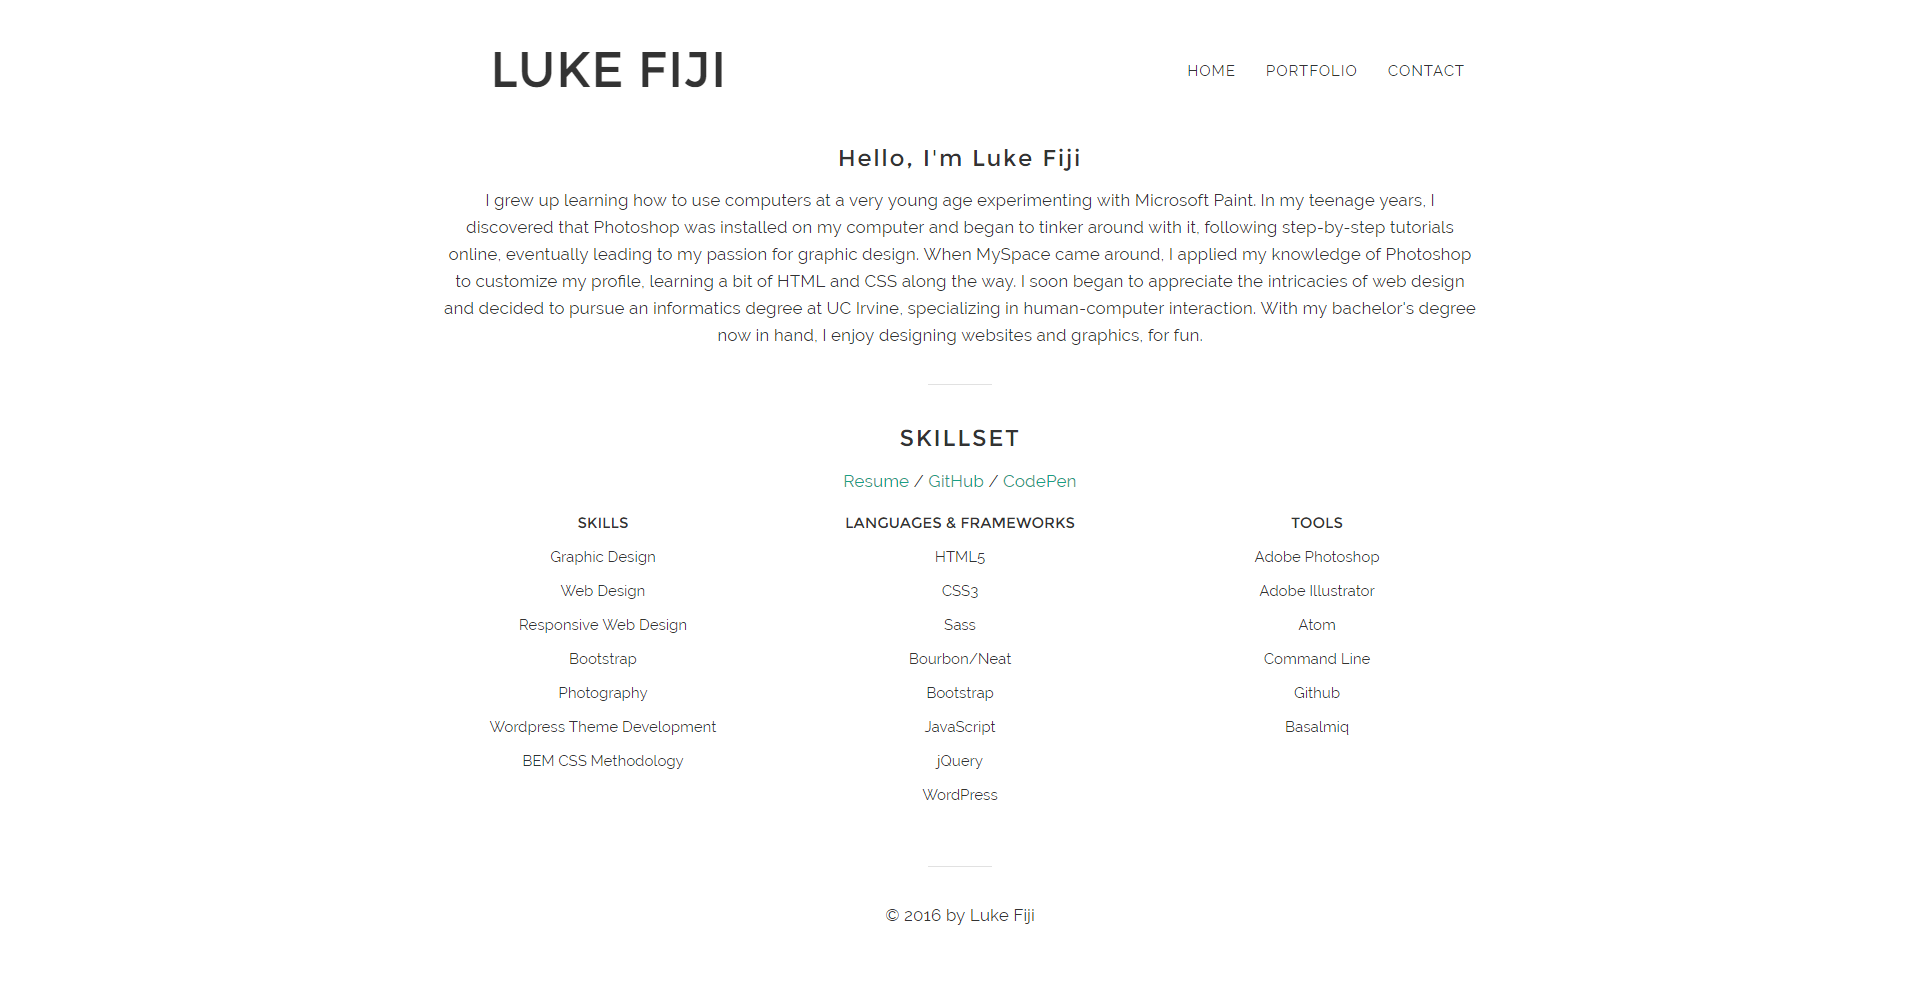 LUKE FIJI
HOME PORTFOLIO CONTACT
Hello, I'm Luke Fiji
I grew up learning how to use computers at a very young age experimenting with Microsoft Paint. In my teenage years, I
discovered that Photoshop was installed on my computer and began to tinker around with it, following step-by-step tutorials
online, eventually leading to my passion for graphic design. When MySpace came around, I applied my knowledge of Photoshop
to customize my profile, learning a bit of HTML and CSS along the way. I soon began to appreciate the intricacies of web design
and decided to pursue an informatics degree at UC Irvine, specializing in human-computer interaction. With my bachelor's degree
now in hand, I enjoy designing websites and graphics, for fun.
SKILLSET
Resume / GitHub / CodePen
SKILLS
Graphic Design
Web Design
Responsive Web Design
Bootstrap
Photography
Wordpress Theme Development
BEM CSS Methodology
LANGUAGES & FRAMEWORKS
HTML5
CSS3
Sass
Bourbon/Neat
Bootstrap
JavaScript
jQuery
WordPress
TOOLS
Adobe Photoshop
Adobe Illustrator
Atom
Command Line
Github
Basalmiq
© 2016 by Luke Fiji